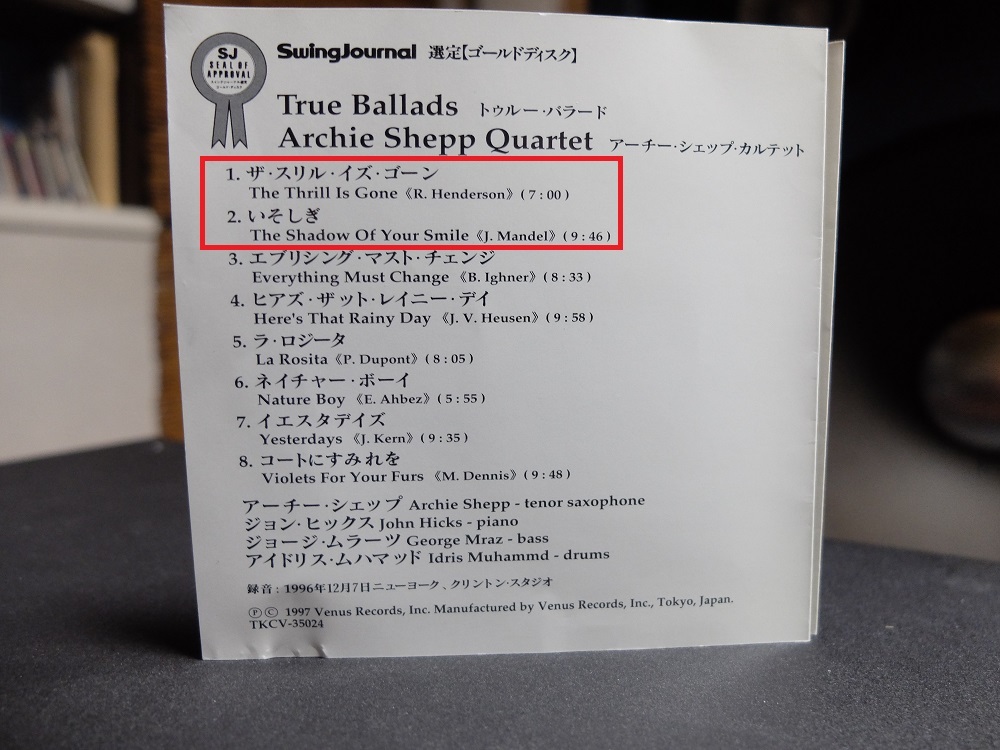 SJ
SEAL OF
APPROVAL
SwingJournal 選定【ゴールドディスク】
True Ballads トゥルー・バラード
Archie Shepp Quartet アーチー・シェップ・カルテット
1. ザ・スリル・イズ・ゴーン
The Thrill Is Gone《R. Henderson》( 7 : 00 )
2. いそしぎ
The Shadow Of Your Smile《J. Mandel》( 9 : 46 )
3. エブリシング・マスト・チェンジ
Everything Must Change 《B. Ighner》( 8 : 33 )
4. ヒアズ・ザット・レイニー・デイ
Here's That Rainy Day 《J. V. Heusen》( 9 : 58 )
5. ラ・ロジータ
La Rosita《P. Dupont》( 8 : 05 )
6. ネイチャー・ボーイ
Nature Boy 《E. Ahbez》( 5 : 55 )
7. イエスタデイズ
Yesterdays 《J. Kern》( 9 : 35 )
8. コートにすみれを
Violets For Your Furs 《M. Dennis》( 9 : 48 )
アーチー・シェップ Archie Shepp - tenor saxophone
ジョン・ヒックス John Hicks - piano
ジョージ・ムラーツ George Mraz - bass
アイドリス・ムハマッド Idris Muhammd - drums
録音 : 1996年12月7日ニューヨーク、クリントン・スタジオ
Ⓟ Ⓒ 1997 Venus Records, Inc. Manufactured by Venus Records, Inc., Tokyo, Japan.
TKCV-35024